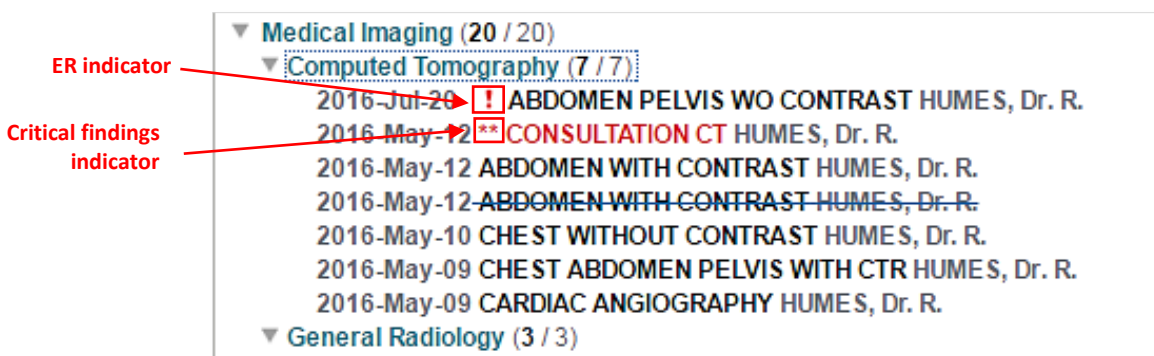 Medical Imaging (20 / 20)
ER indicator
Computed Tomography (7 / 7)
2016-Jul-20 ! ABDOMEN PELVIS WO CONTRAST HUMES, Dr. R.
Critical findings
indicator
2016-May-12 ** CONSULTATION CT HUMES, Dr. R.
2016-May-12 ABDOMEN WITH CONTRAST HUMES, Dr. R.
2016-May-12 ABDOMEN WITH CONTRAST HUMES, Dr. R.
2016-May-10 CHEST WITHOUT CONTRAST HUMES, Dr. R.
2016-May-09 CHEST ABDOMEN PELVIS WITH CTR HUMES, Dr. R.
2016-May-09 CARDIAC ANGIOGRAPHY HUMES, Dr. R.
General Radiology (3 / 3)